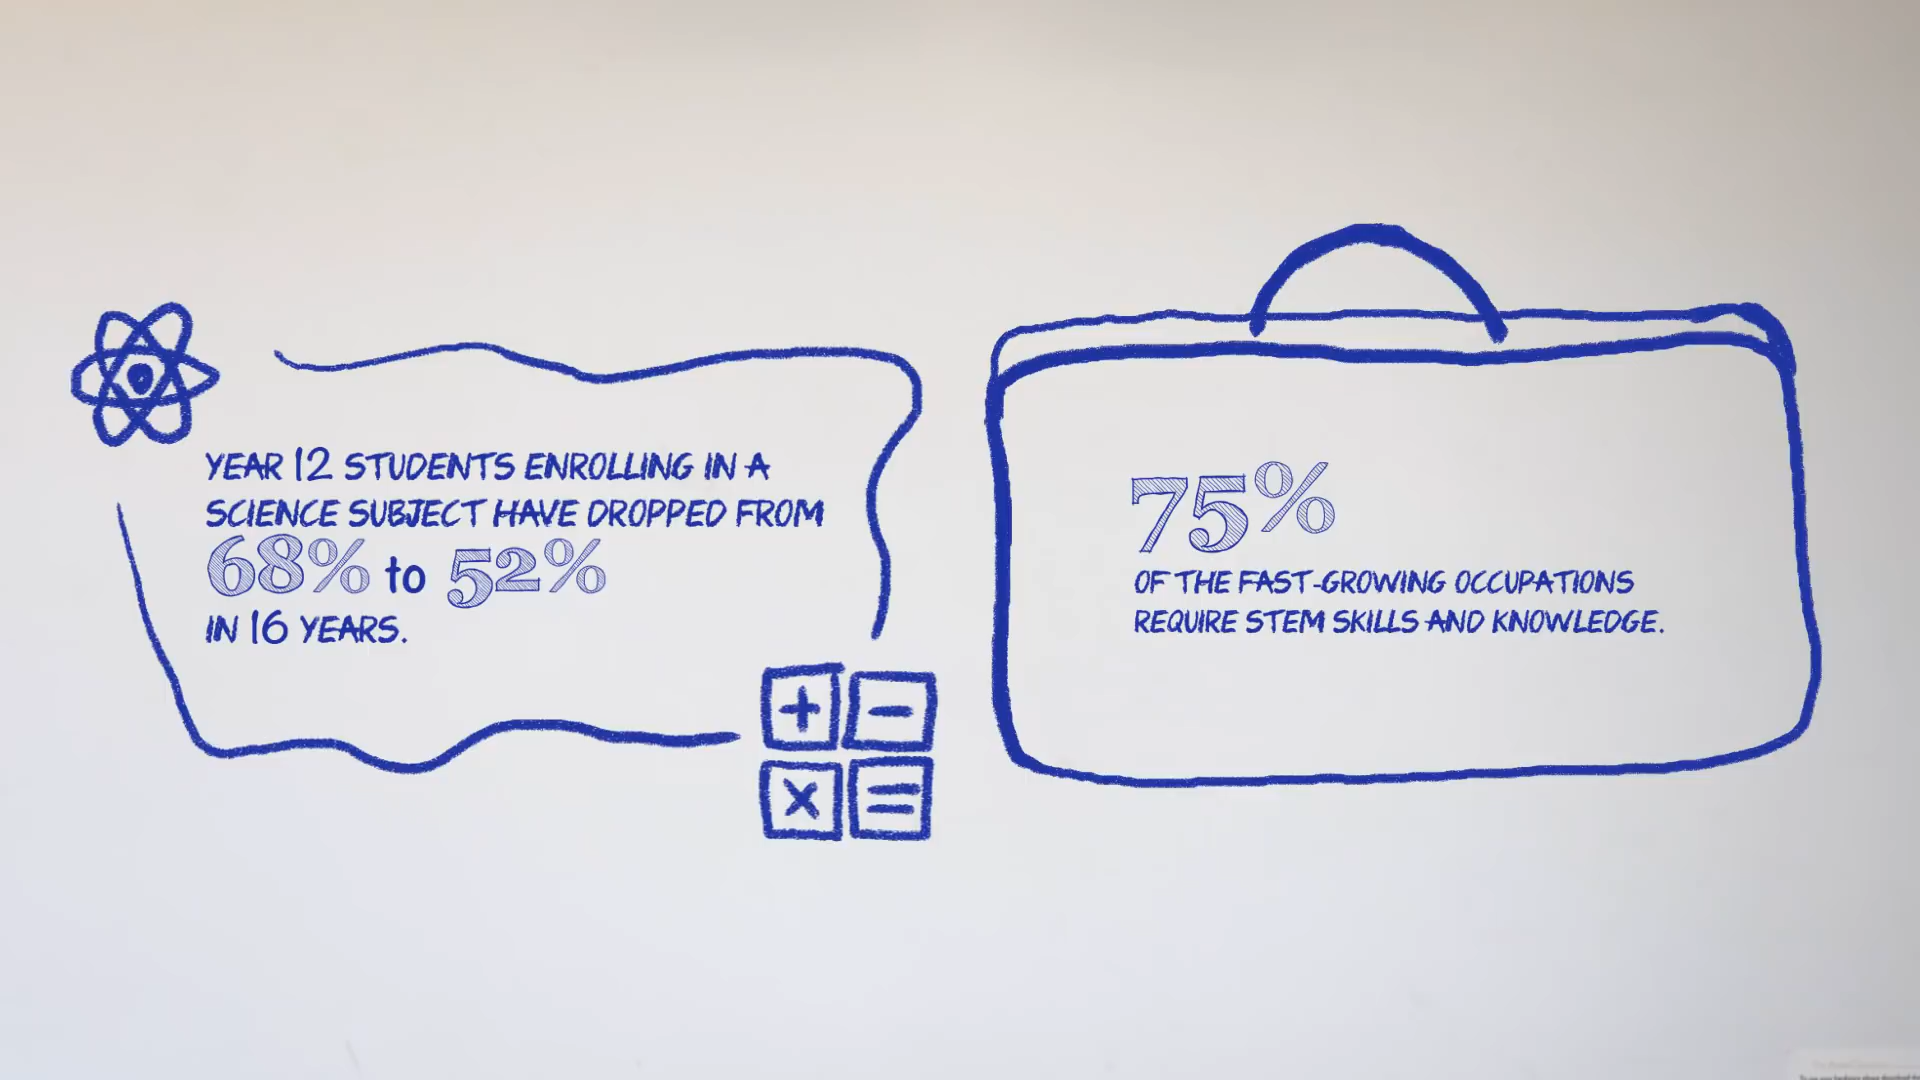 YEAR 12 STUDENTS ENROLLING IN A
SCIENCE SUBJECT HAVE DROPPED FROM
68% to 52%
IN 16 YEARS.
+ -
x =
75%
OF THE FAST-GROWING OCCUPATIONS
REQUIRE STEM SKILLS AND KNOWLEDGE.